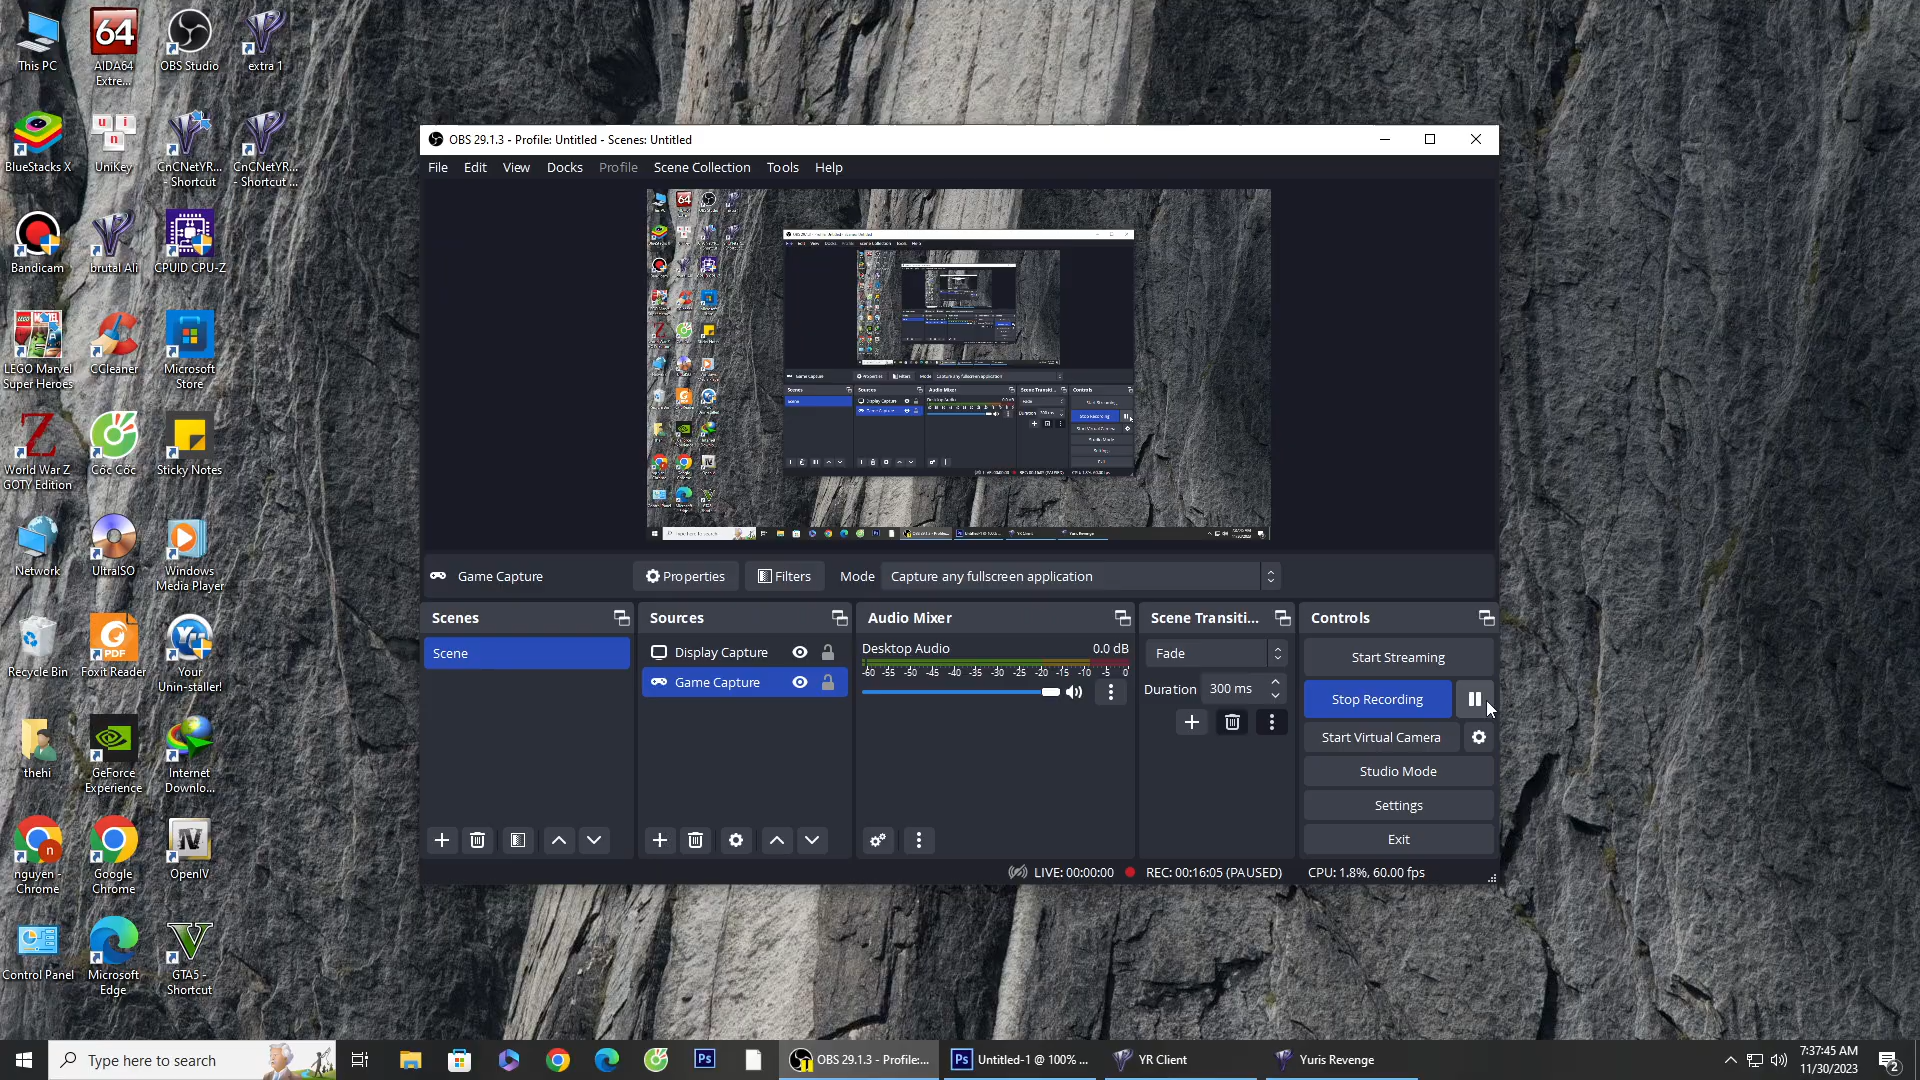 This PC
64
AIDA64
Extre...
OBS Studio
extra 1
BlueStacks X
UniKey
CnCNetYR...
- Shortcut
CnCNetYR...
- Shortcut ...
Bandicam
brutal Ali
CPUID CPU-Z
LEGO Marvel
Super Heroes
CCleaner
Microsoft
Store
World War Z
GOTY Edition
Cốc Cốc
Sticky Notes
Network
UltraISO
Windows
Media Player
Recycle Bin
PDF
Foxit Reader
Your
Unin-staller!
thehi
GeForce
Experience
Internet
Downlo...
nguyen -
Chrome
Google
Chrome
OpenIV
Control Panel
Microsoft
Edge
GTA5 -
Shortcut
OBS 29.1.3 - Profile: Untitled - Scenes: Untitled
File Edit View Docks Profile Scene Collection Tools Help
Game Capture Properties Filters Mode Capture any fullscreen application
Scenes
Scene
Sources
Display Capture
Game Capture
Audio Mixer
Desktop Audio 0.0 dB
-60 -55 -50 -45 -40 -35 -30 -25 -20 -15 -10 -5 0
Scene Transiti...
Fade
Duration 300 ms
Controls
Start Streaming
Stop Recording
Start Virtual Camera
Studio Mode
Settings
Exit
LIVE: 00:00:00 REC: 00:16:05 (PAUSED) CPU: 1.8%, 60.00 fps
Type here to search
Ps
OBS 29.1.3 - Profile:...
Ps Untitled-1 @ 100% ...
YR Client
Yuris Revenge
7:37:45 AM
11/30/2023
2